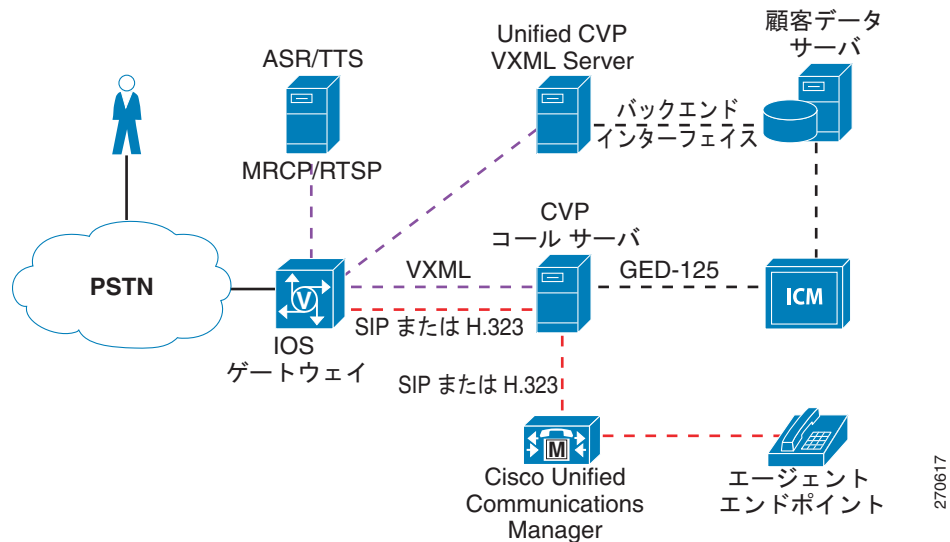 ASR/TTS
MRCP/RTSP
Unified CVP
VXML Server
顧客データ
サーバ
バックエンド
インターフェイス
PSTN
IOS
ゲートウェイ
V
VXML
SIP または H.323
CVP
コール サーバ
GED-125
ICM
SIP または H.323
M
Cisco Unified
Communications
Manager
エージェント
エンドポイント
270617